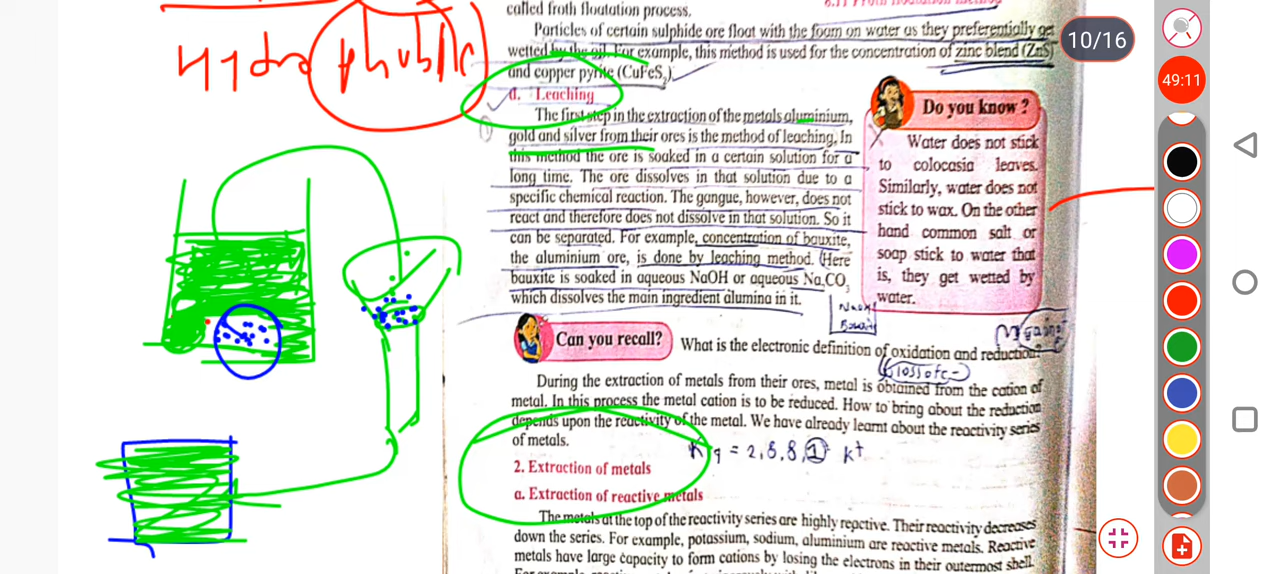 called froth floatation process.
Particles of certain sulphide ore float with the foam on water as they preferentially get
wetted by the oil. For example, this method is used for the concentration of zinc blend (ZnS)
and copper pyrite (CuFeS2).
d. Leaching
The first step in the extraction of the metals aluminium,
gold and silver from their ores is the method of leaching. In
this method the ore is soaked in a certain solution for a
long time. The ore dissolves in that solution due to a
specific chemical reaction. The gangue, however, does not
react and therefore does not dissolve in that solution. So it
can be separated. For example, concentration of bauxite,
the aluminium ore, is done by leaching method. Here
bauxite is soaked in aqueous NaOH or aqueous Na2CO3
which dissolves the main ingredient alumina in it.
Do you know ?
Water does not stick
to colocasia leaves.
Similarly, water does not
stick to wax. On the other
hand common salt or
soap stick to water that
is, they get wetted by
water.
Can you recall?
What is the electronic definition of oxidation and reduction?
During the extraction of metals from their ores, metal is obtained from the cation of
metal. In this process the metal cation is to be reduced. How to bring about the reduction
depends upon the reactivity of the metal. We have already learnt about the reactivity series
of metals.
= 2,8,8,1 K+
2. Extraction of metals
a. Extraction of reactive metals
The metals at the top of the reactivity series are highly reactive. Their reactivity decreases
down the series. For example, potassium, sodium, aluminium are reactive metals. Reactive
metals have large capacity to form cations by losing the electrons in their outermost shell.
10/16
49:11